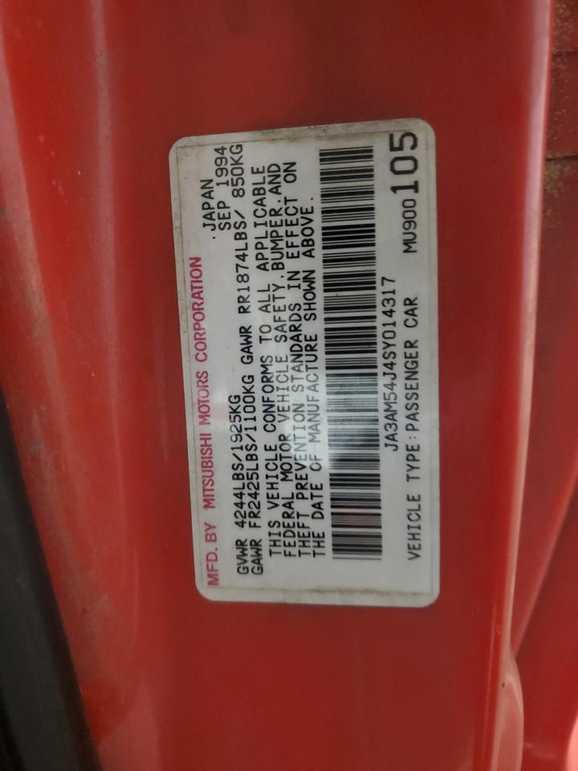 MFD. BY MITSUBISHI MOTORS CORPORATION
.JAPAN
SEP 1994
GVWR 4244LBS/1925KG
GAWR FR2425LBS/1100KG GAWR RR1874LBS/ 850KG
THIS VEHICLE CONFORMS TO ALL APPLICABLE
FEDERAL MOTOR VEHICLE SAFETY,BUMPER,AND
THEFT PREVENTION STANDARDS IN EFFECT ON
THE DATE OF MANUFACTURE SHOWN ABOVE.
JA3AM54J4SY014317
VEHICLE TYPE:PASSENGER CAR
MU900105